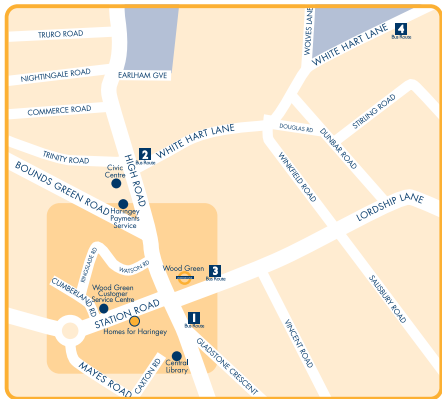 TRURO ROAD
WOLVES LANE
4
Bus Route
WHITE HART LANE
NIGHTINGALE ROAD
EARLHAM GVE
COMMERCE ROAD
STIRLING ROAD
WHITE HART LANE
DOUGLAS RD
DUNBAR ROAD
TRINITY ROAD
2
Bus Route
HIGH ROAD
Civic
Centre
BOUNDS GREEN ROAD
WINKFIELD ROAD
LORDSHIP LANE
Haringey
Payments
Service
RINGSLADE RD
WATSON RD
Wood Green
3
Bus Route
CUMBERLAND RD
Wood Green
Customer
Service Centre
SALISBURY ROAD
STATION ROAD
1
Bus Route
Homes for Haringey
VINCENT ROAD
GLADSTONE CRESCENT
MAYES ROAD
CAXTON RD
Central
Library